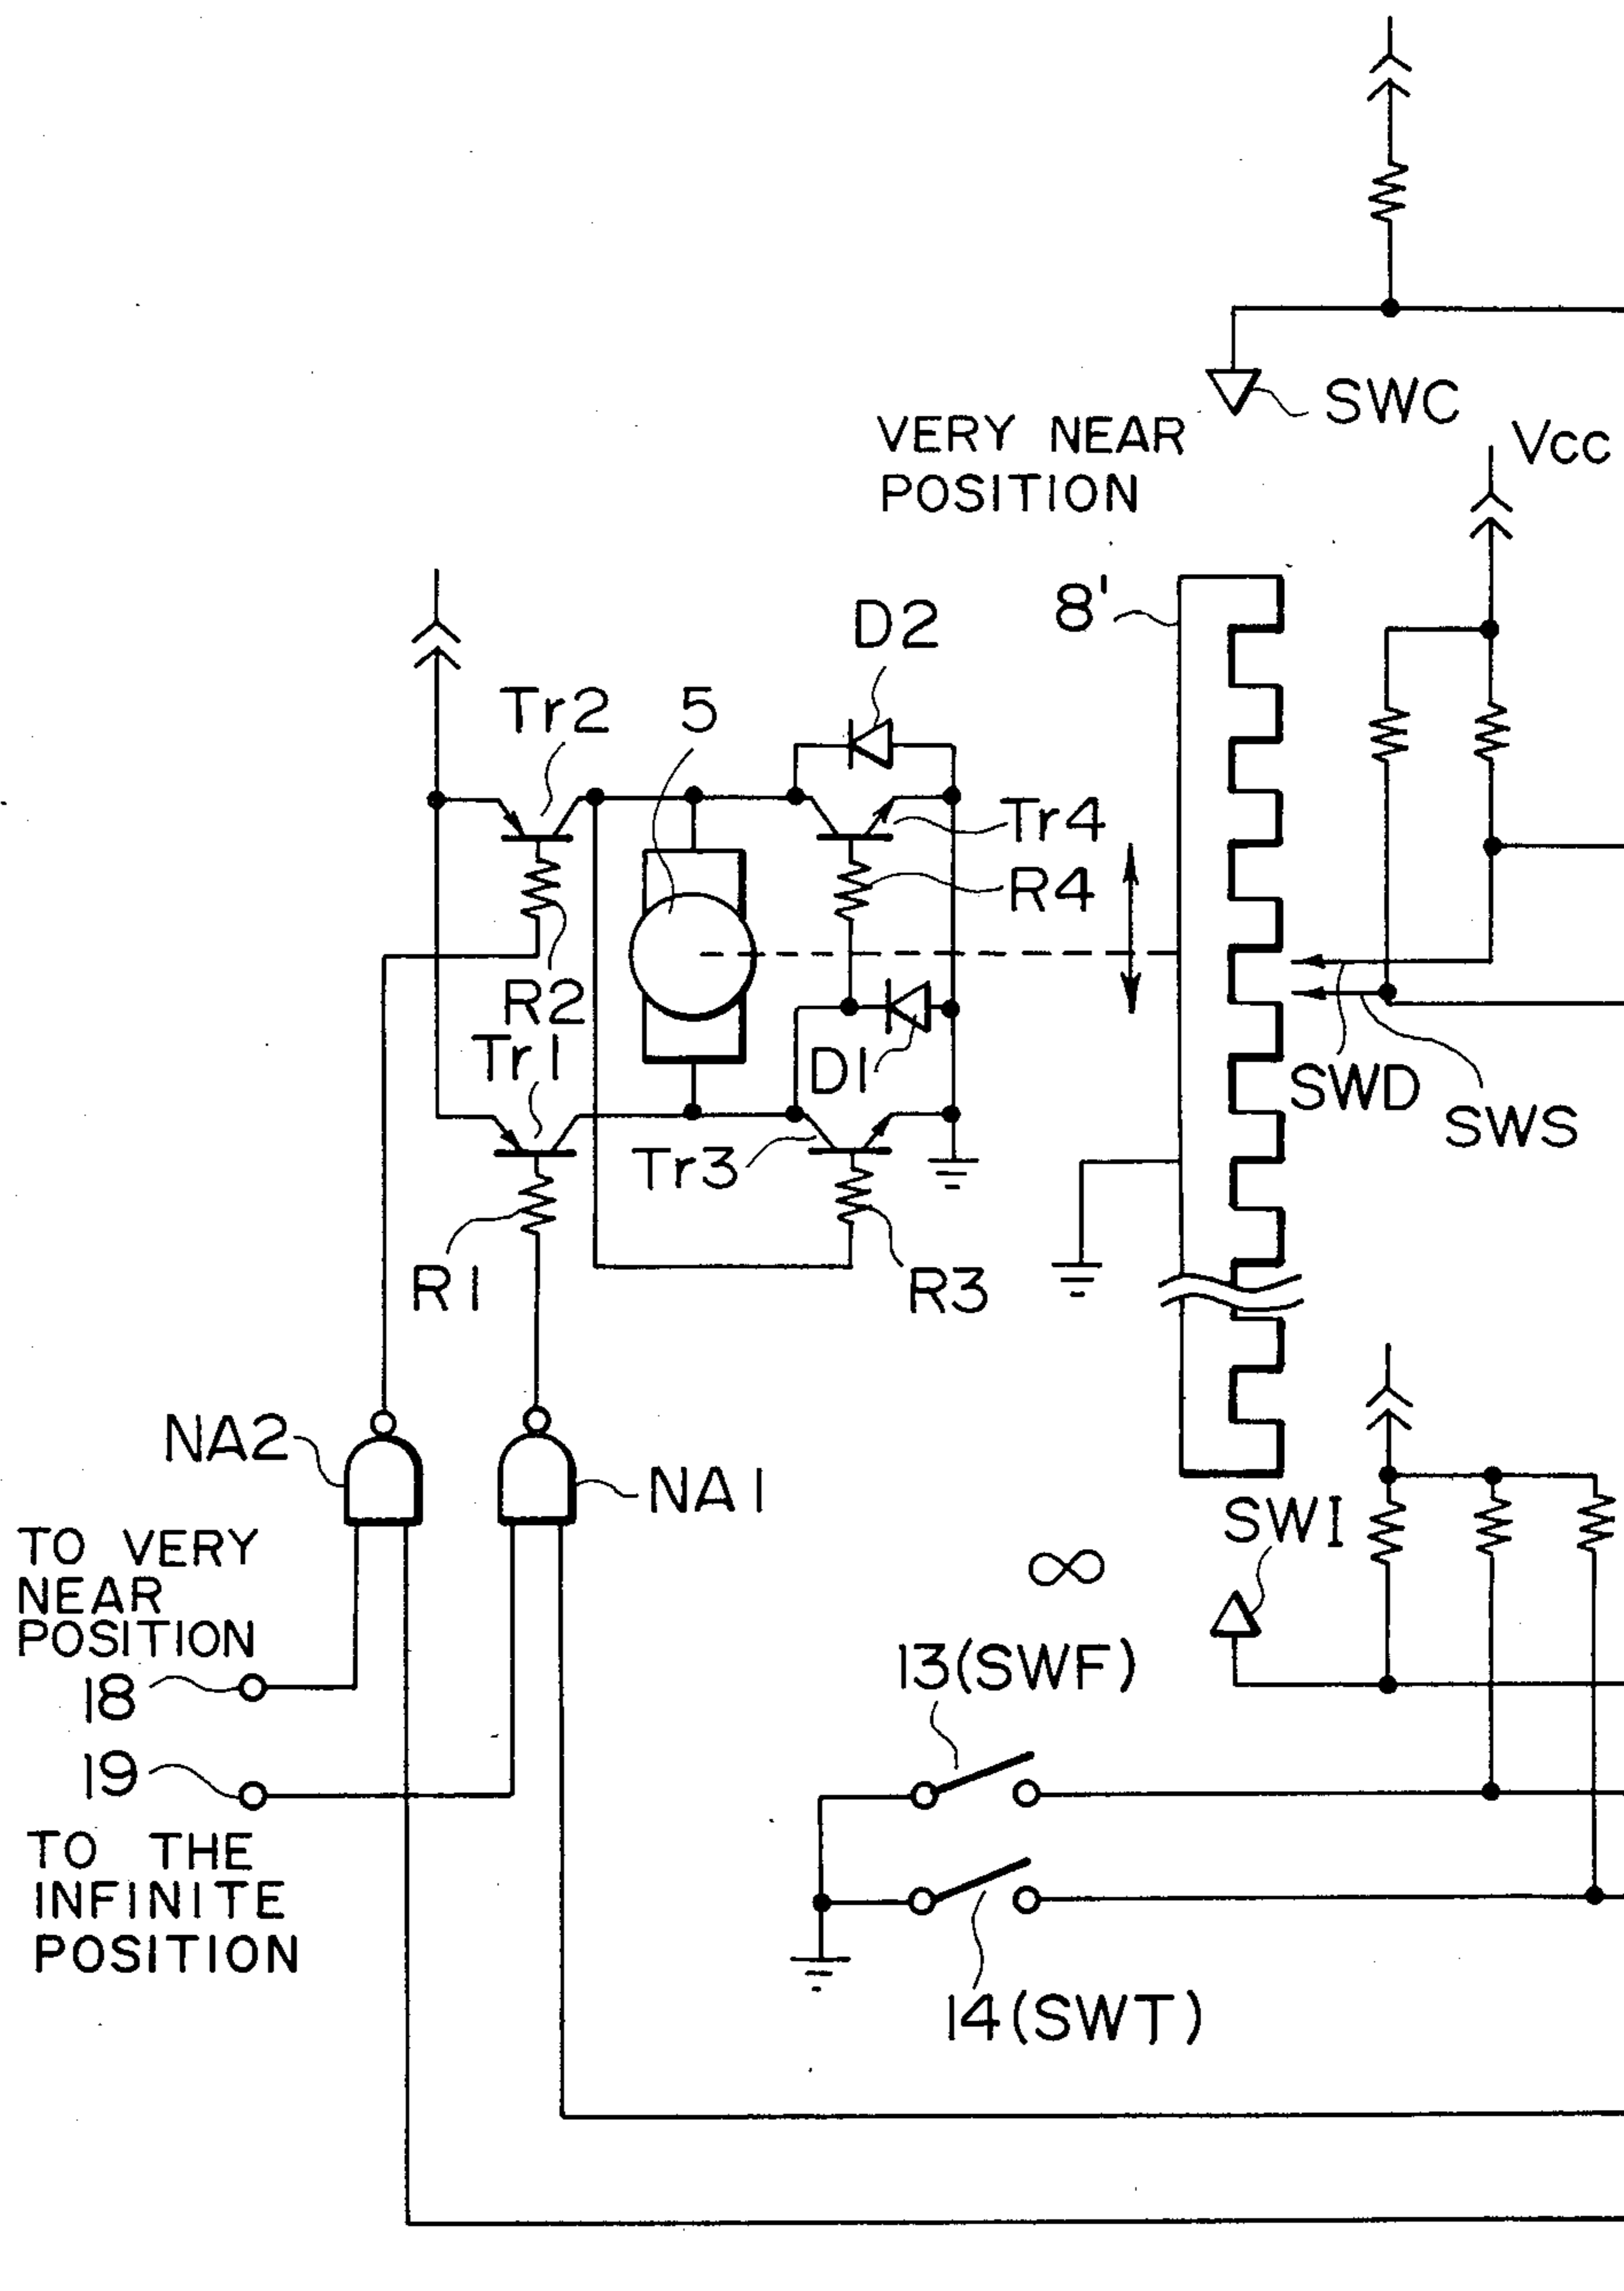 SWC
VERY NEAR
POSITION
Vcc
8'
D2
Tr2
5
Tr4
R4
R2
Tr1
D1
SWD
SWS
Tr3
R1
R3
NA2
NA1
SWI
TO VERY
NEAR
POSITION
∞
18
13(SWF)
19
TO THE
INFINITE
POSITION
14(SWT)